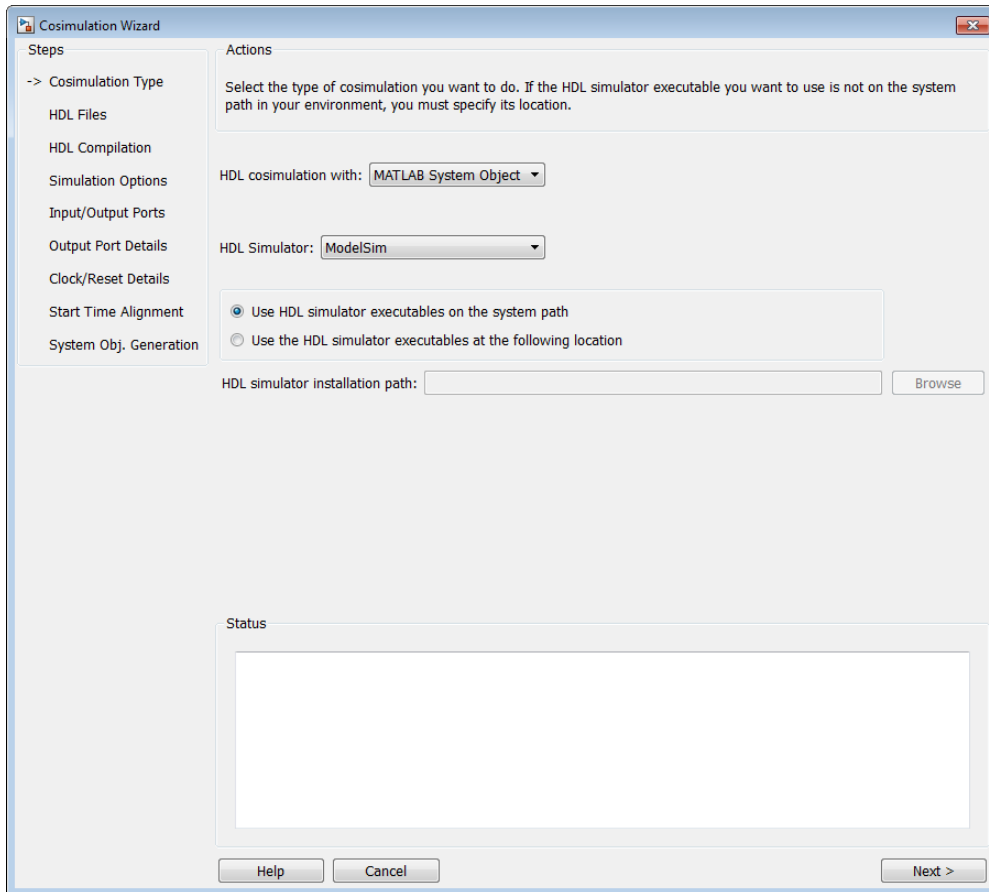 Cosimulation Wizard
Steps
-> Cosimulation Type
HDL Files
HDL Compilation
Simulation Options
Input/Output Ports
Output Port Details
Clock/Reset Details
Start Time Alignment
System Obj. Generation
Actions
Select the type of cosimulation you want to do. If the HDL simulator executable you want to use is not on the system
path in your environment, you must specify its location.
HDL cosimulation with: MATLAB System Object
HDL Simulator: ModelSim
Use HDL simulator executables on the system path
Use the HDL simulator executables at the following location
HDL simulator installation path: Browse
Status
Help Cancel Next >